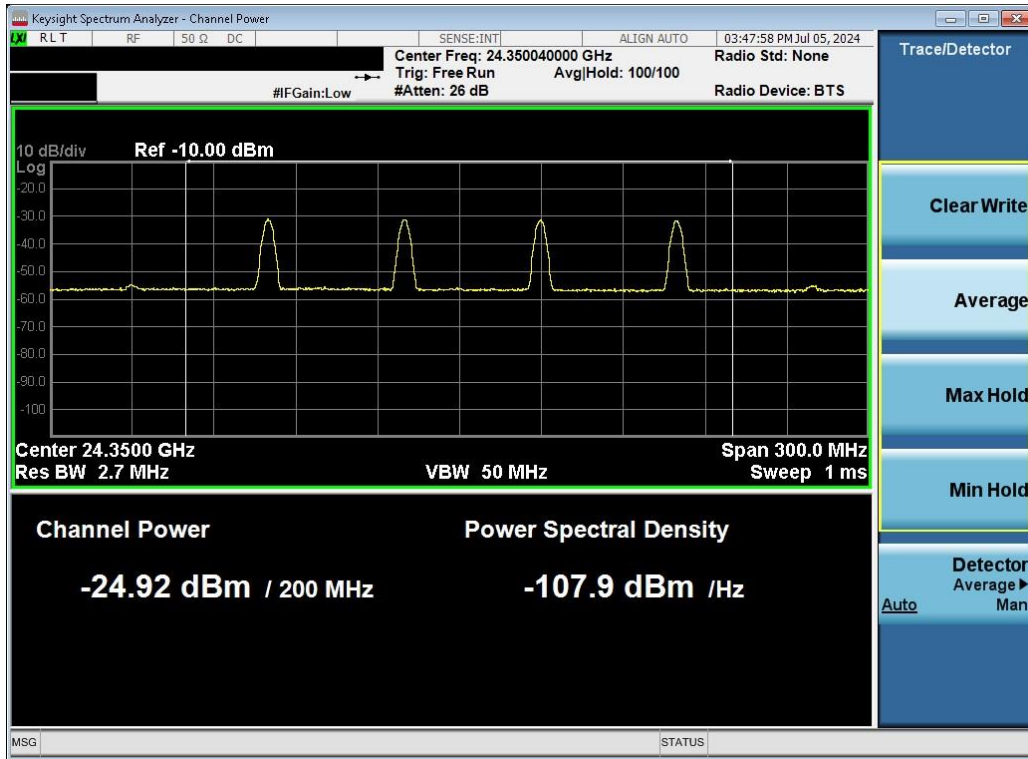 Keysight Spectrum Analyzer - Channel Power
LXI RLT RF 50 Ω DC SENSE:INT ALIGN AUTO 03:47:58 PM Jul 05, 2024
Center Freq: 24.350040000 GHz Radio Std: None
Trig: Free Run Avg|Hold: 100/100
#IFGain:Low #Atten: 26 dB Radio Device: BTS
10 dB/div Ref -10.00 dBm
Log
-20.0
-30.0
-40.0
-50.0
-60.0
-70.0
-80.0
-90.0
-100
Center 24.3500 GHz Span 300.0 MHz
Res BW 2.7 MHz VBW 50 MHz Sweep 1 ms
Channel Power Power Spectral Density
-24.92 dBm / 200 MHz -107.9 dBm /Hz
MSG STATUS
Trace/Detector
Clear Write
Average
Max Hold
Min Hold
Detector
Average
Auto Man